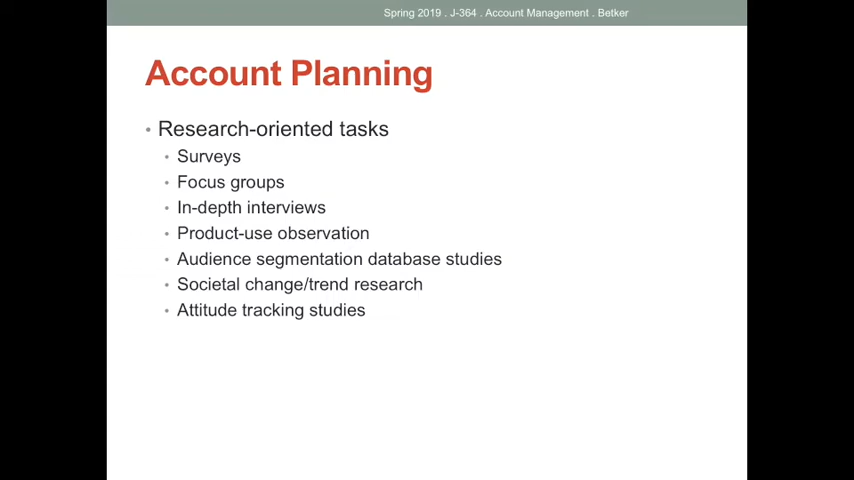 Spring 2019 . J-364 . Account Management . Betker
Account Planning
• Research-oriented tasks
• Surveys
• Focus groups
• In-depth interviews
• Product-use observation
• Audience segmentation database studies
• Societal change/trend research
• Attitude tracking studies